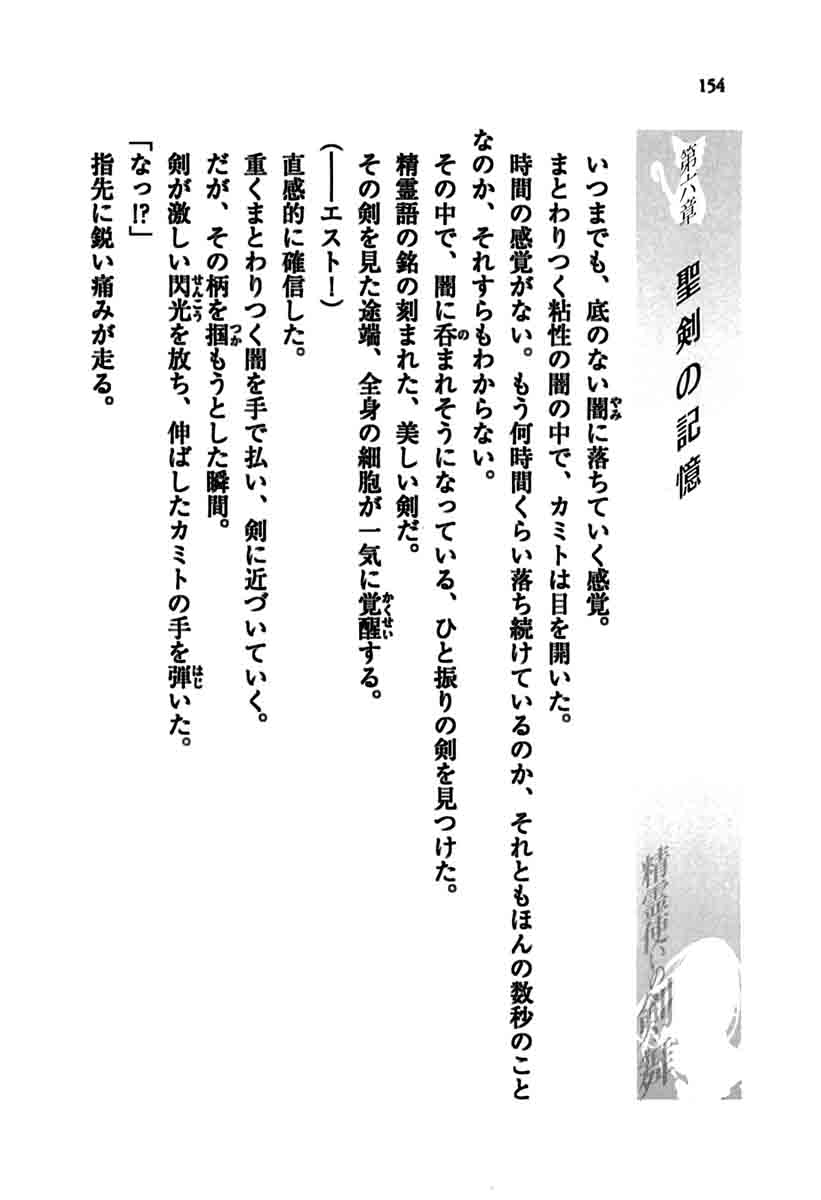 154
第六章
聖剣の記憶
精霊使いの剣舞
いつまでも、底のない闇に落ちていく感覚。
まとわりつく粘性の闇の中で、カミトは目を開いた。
時間の感覚がない。もう何時間くらい落ち続けているのか、それともほんの数秒のこと
なのか、それすらもわからない。
その中で、闇に呑まれそうになっている、ひと振りの剣を見つけた。
精霊語の銘の刻まれた、美しい剣だ。
その剣を見た途端、全身の細胞が一気に覚醒する。
(――エスト!)
直感的に確信した。
重くまとわりつく闇を手で払い、剣に近づいていく。
だが、その柄を掴もうとした瞬間。
剣が激しい閃光を放ち、伸ばしたカミトの手を弾いた。
「なっ!?」
指先に鋭い痛みが走る。